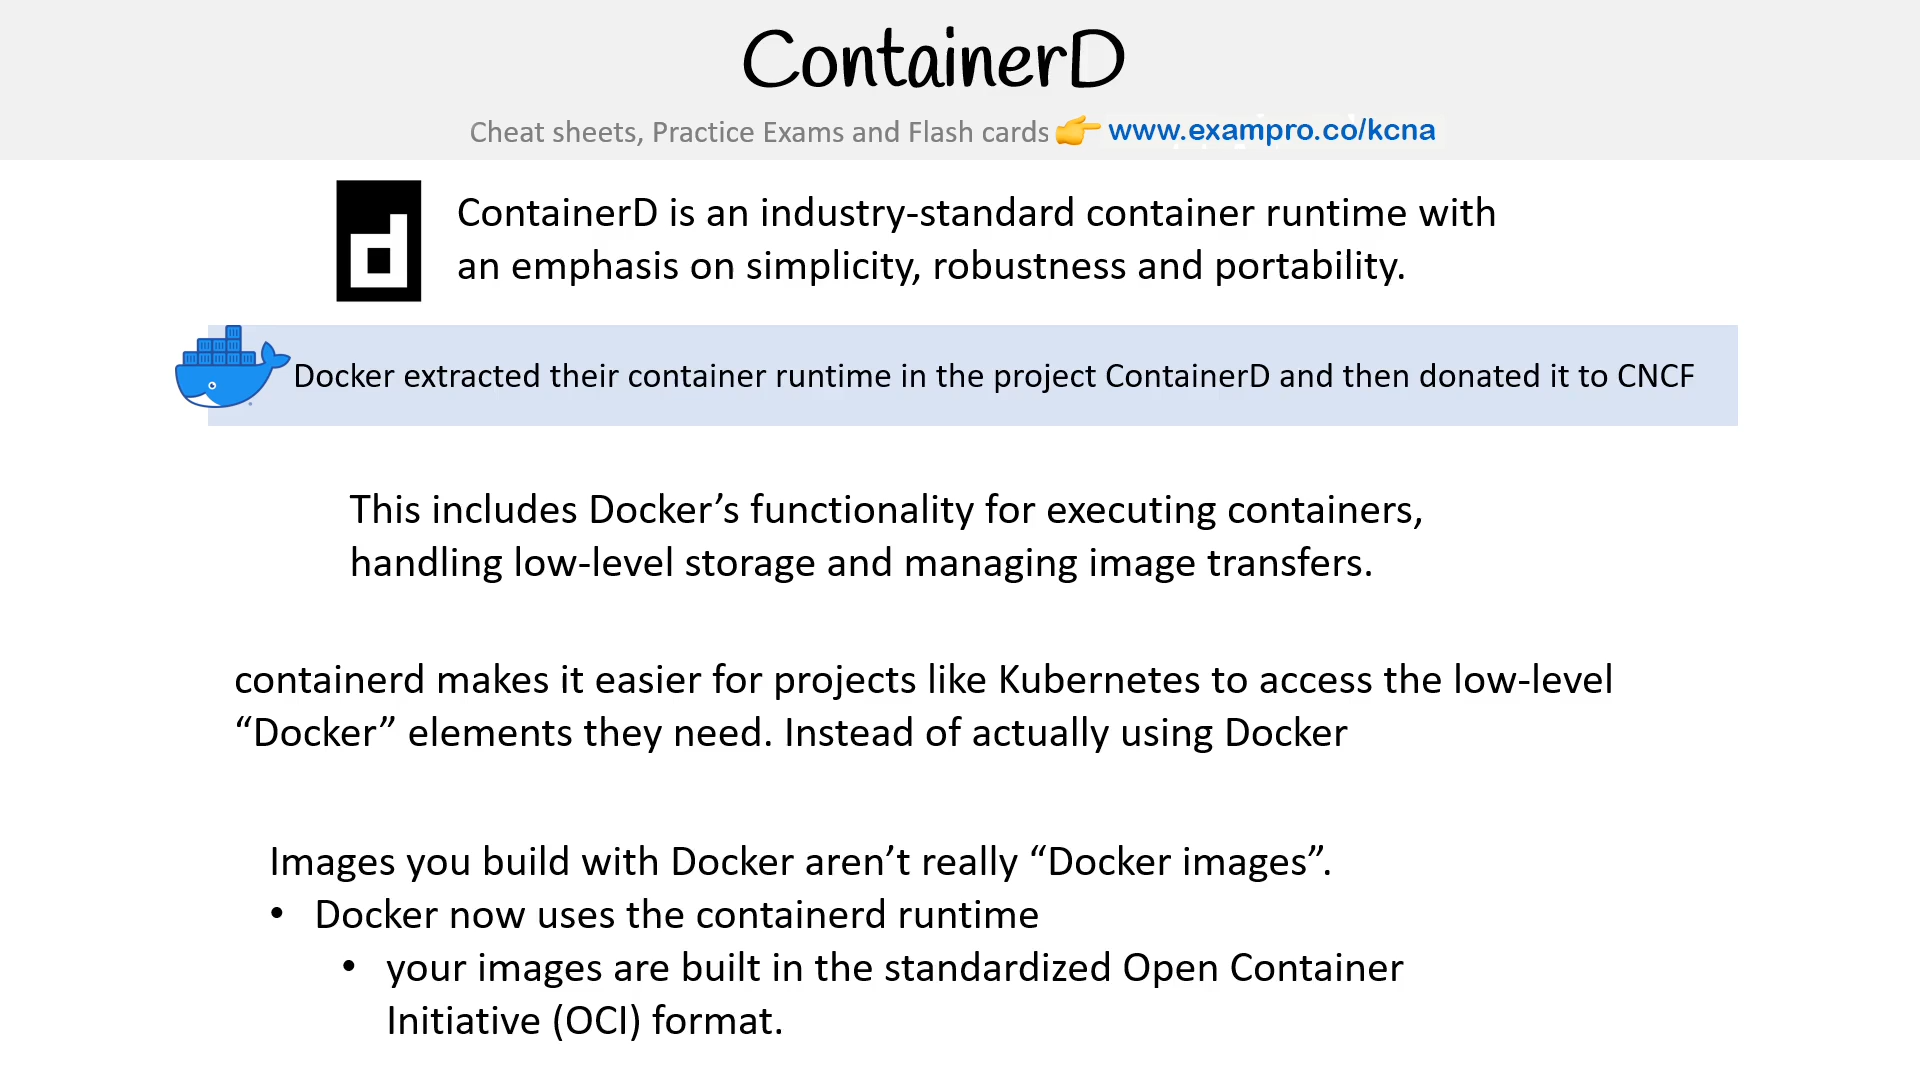 ContainerD
Cheat sheets, Practice Exams and Flash cards 👉 www.exampro.co/kcna
d
ContainerD is an industry-standard container runtime with
an emphasis on simplicity, robustness and portability.
Docker extracted their container runtime in the project ContainerD and then donated it to CNCF
This includes Docker’s functionality for executing containers,
handling low-level storage and managing image transfers.
containerd makes it easier for projects like Kubernetes to access the low-level
“Docker” elements they need. Instead of actually using Docker
Images you build with Docker aren’t really “Docker images”.
• Docker now uses the containerd runtime
• your images are built in the standardized Open Container
Initiative (OCI) format.